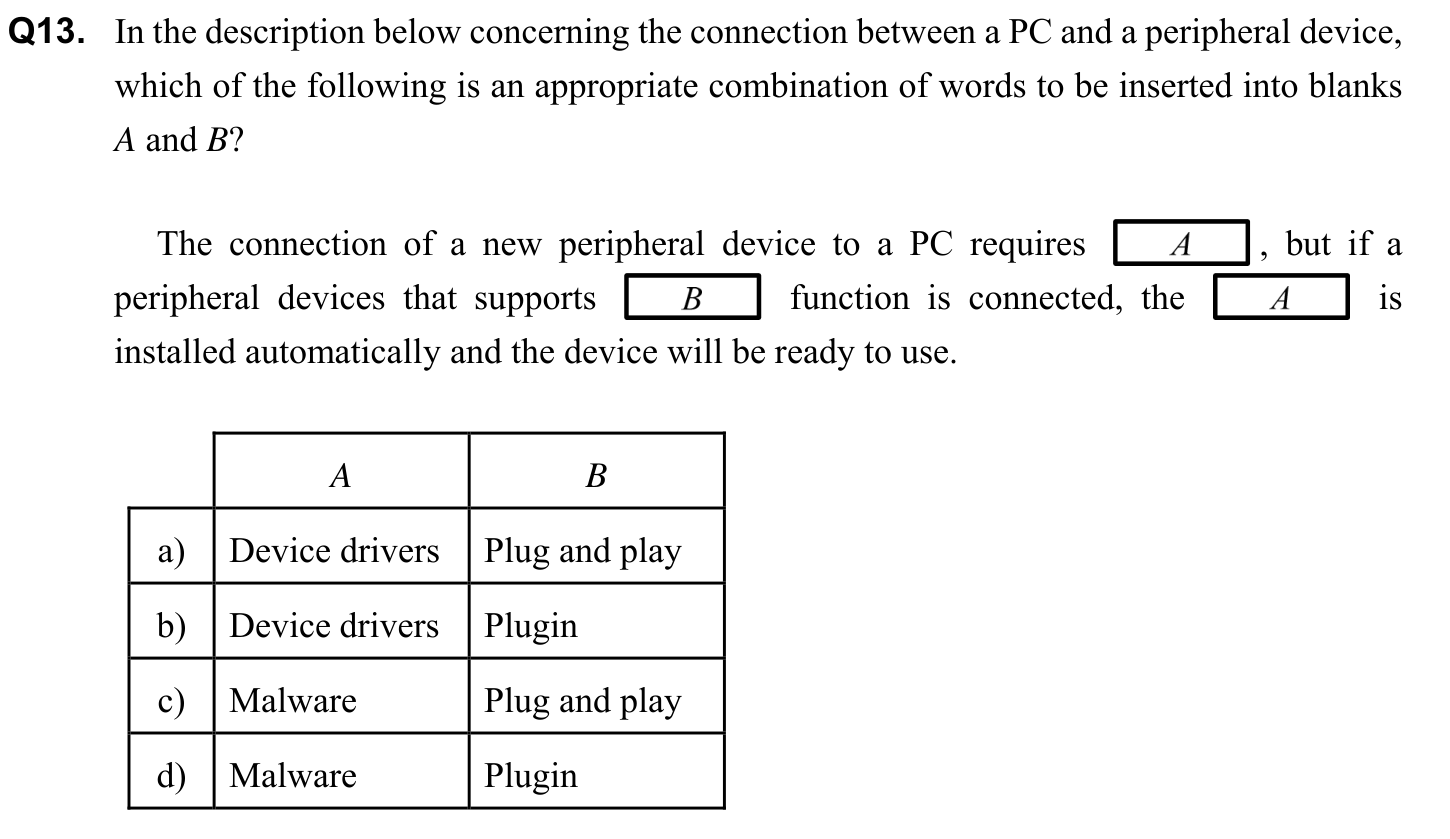 Q13. In the description below concerning the connection between a PC and a peripheral device,
which of the following is an appropriate combination of words to be inserted into blanks
A and B?
The connection of a new peripheral device to a PC requires A , but if a
peripheral devices that supports B function is connected, the A is
installed automatically and the device will be ready to use.
A B
a) Device drivers Plug and play
b) Device drivers Plugin
c) Malware Plug and play
d) Malware Plugin